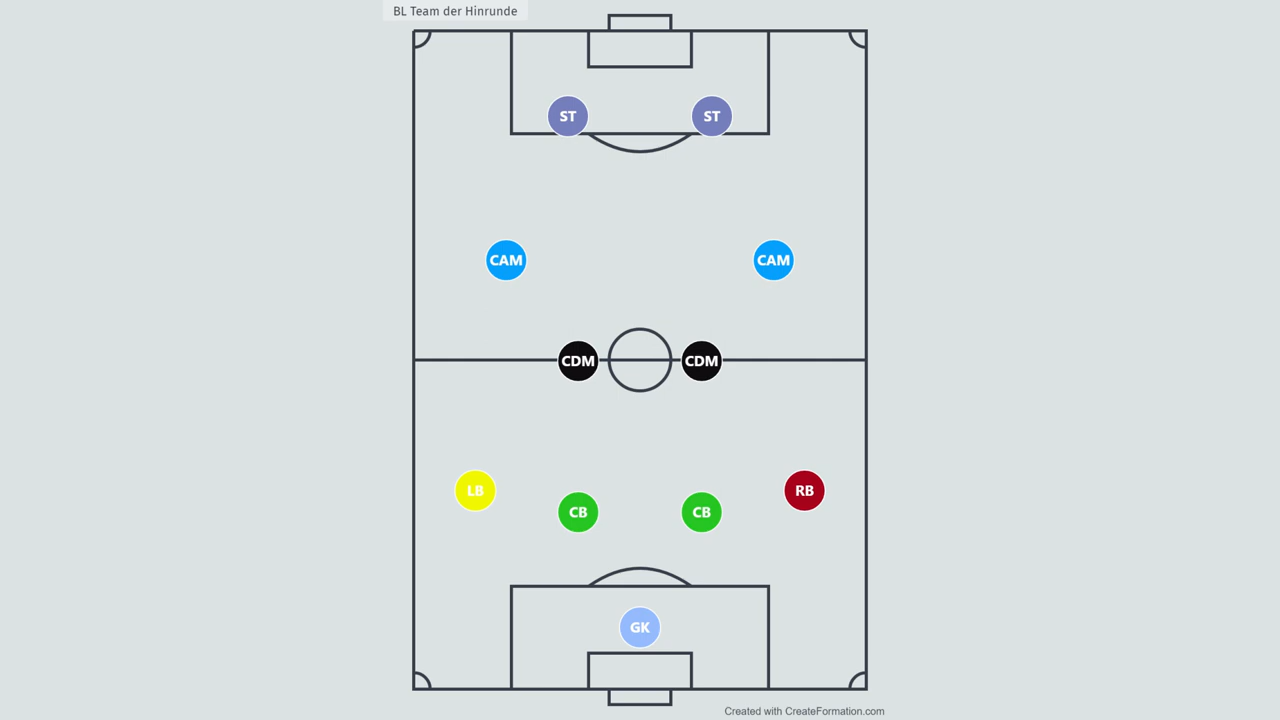 BL Team der Hinrunde
ST ST
CAM CAM
CDM CDM
LB RB
CB CB
GK
Created with CreateFormation.com